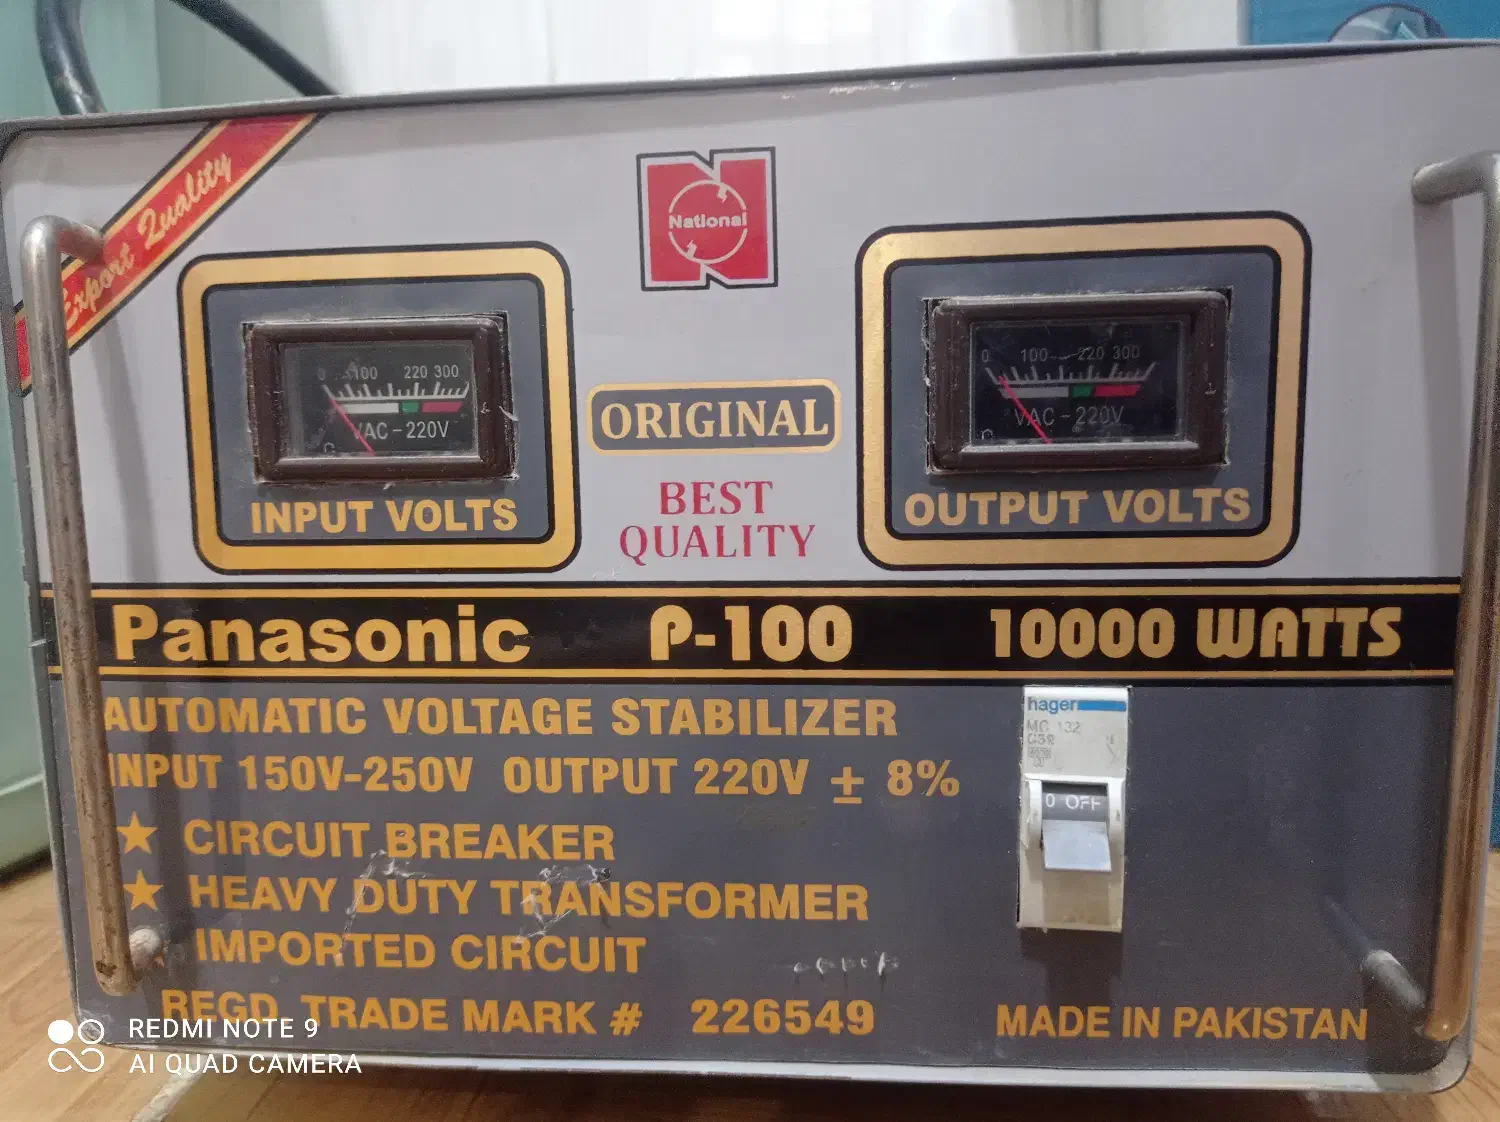 Export Quality
National
0 100 220 300
VAC - 220V
INPUT VOLTS
ORIGINAL
BEST
QUALITY
0 100 220 300
VAC - 220V
OUTPUT VOLTS
Panasonic P-100 10000 WATTS
AUTOMATIC VOLTAGE STABILIZER
INPUT 150V-250V OUTPUT 220V ± 8%
★ CIRCUIT BREAKER
★ HEAVY DUTY TRANSFORMER
IMPORTED CIRCUIT
REGD. TRADE MARK # 226549
MADE IN PAKISTAN
hager
0 OFF
REDMI NOTE 9
AI QUAD CAMERA